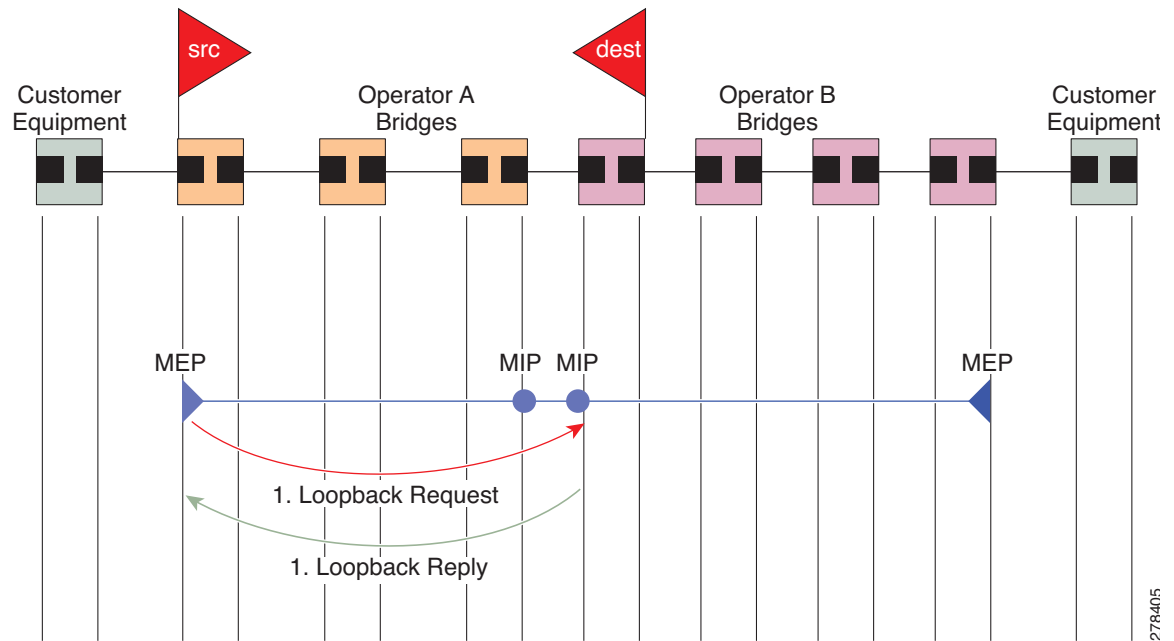 src
dest
Customer
Equipment
Operator A
Bridges
Operator B
Bridges
Customer
Equipment
MEP
MIP
MIP
MEP
1. Loopback Request
1. Loopback Reply
278405